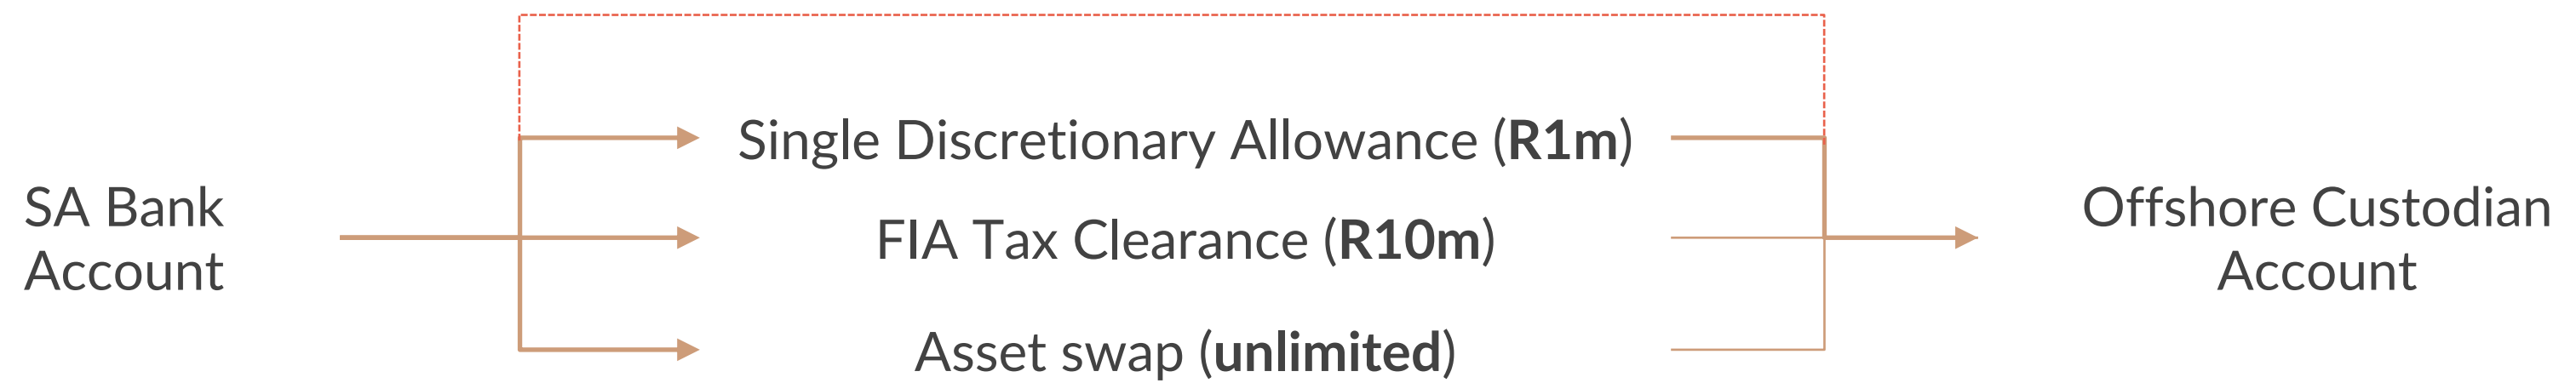 SA Bank
Account
Single Discretionary Allowance (R1m)
FIA Tax Clearance (R10m)
Asset swap (unlimited)
Offshore Custodian
Account